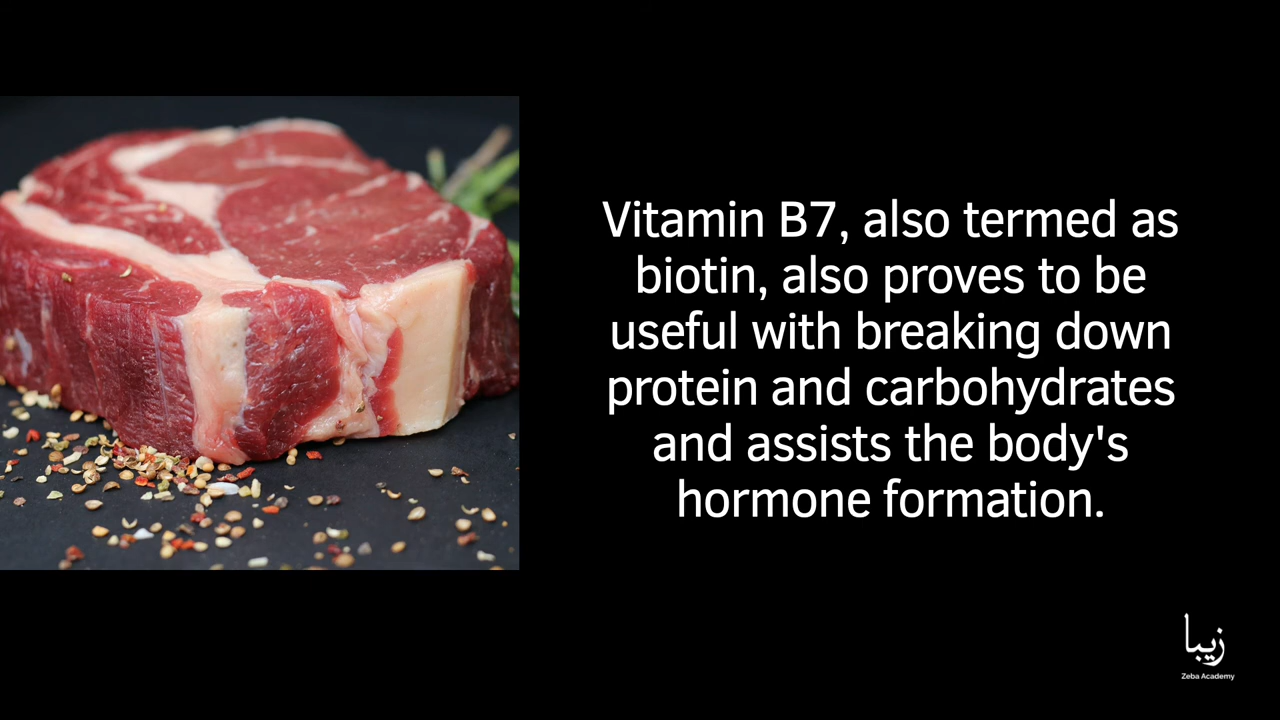 Vitamin B7, also termed as
biotin, also proves to be
useful with breaking down
protein and carbohydrates
and assists the body's
hormone formation.
زيبا
Zeba Academy